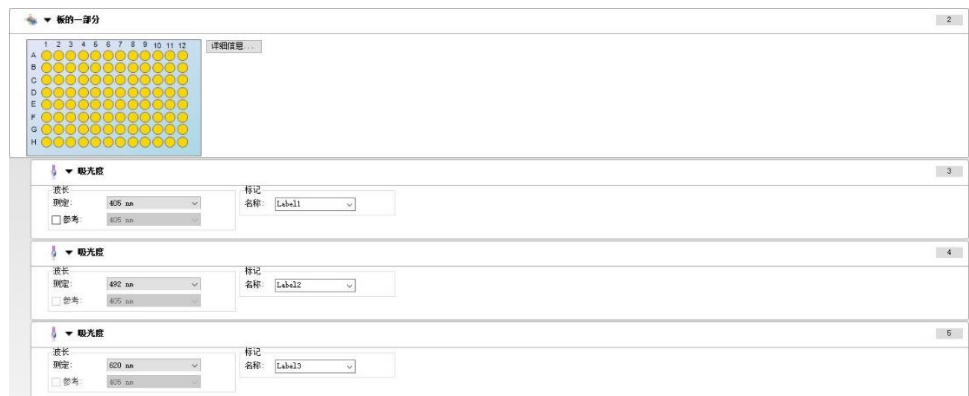 板的一部分 2
1 2 3 4 5 6 7 8 9 10 11 12 详细信息...
A
B
C
D
E
F
G
H
吸光度 3
波长 标记
测定: 405 nm 名称: Label1
参考: 405 nm
吸光度 4
波长 标记
测定: 492 nm 名称: Label2
参考: 405 nm
吸光度 5
波长 标记
测定: 620 nm 名称: Label3
参考: 405 nm